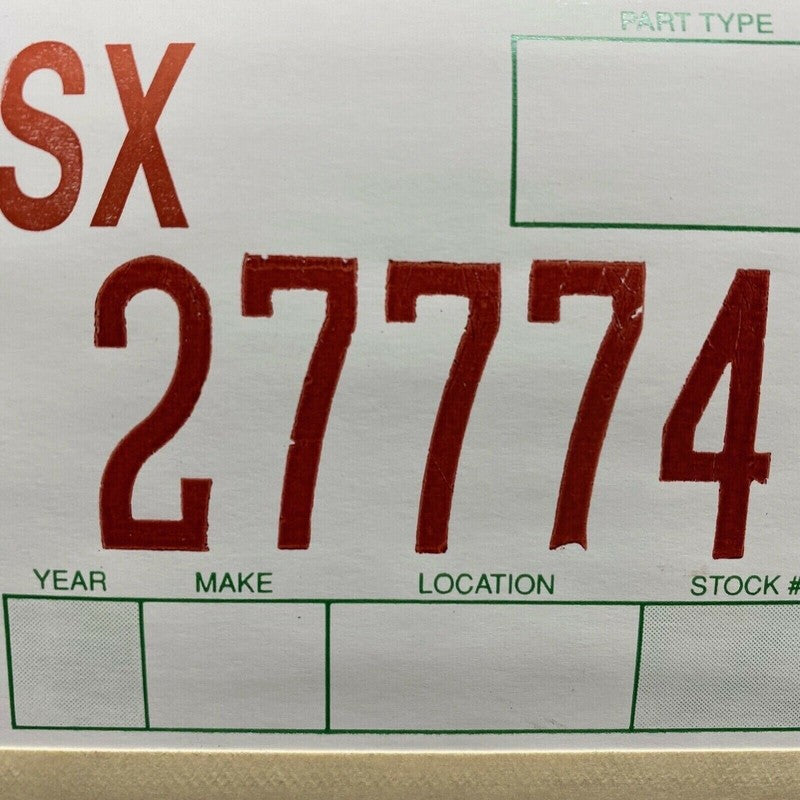 PART TYPE
SX
27774
YEAR MAKE LOCATION STOCK #